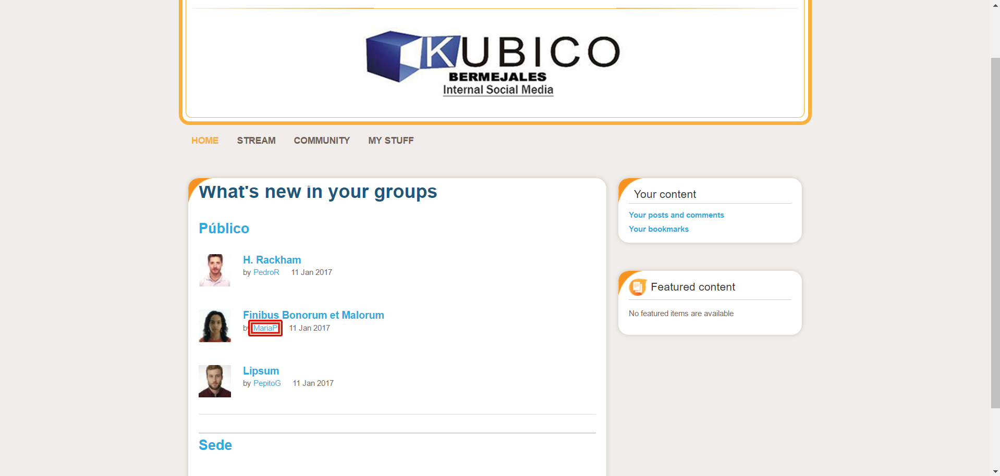 KUBICO
BERMEJALES
Internal Social Media
HOME STREAM COMMUNITY MY STUFF
What's new in your groups
Público
H. Rackham
by PedroR 11 Jan 2017
Finibus Bonorum et Malorum
by MariaP 11 Jan 2017
Lipsum
by PepitoG 11 Jan 2017
Sede
Your content
Your posts and comments
Your bookmarks
Featured content
No featured items are available